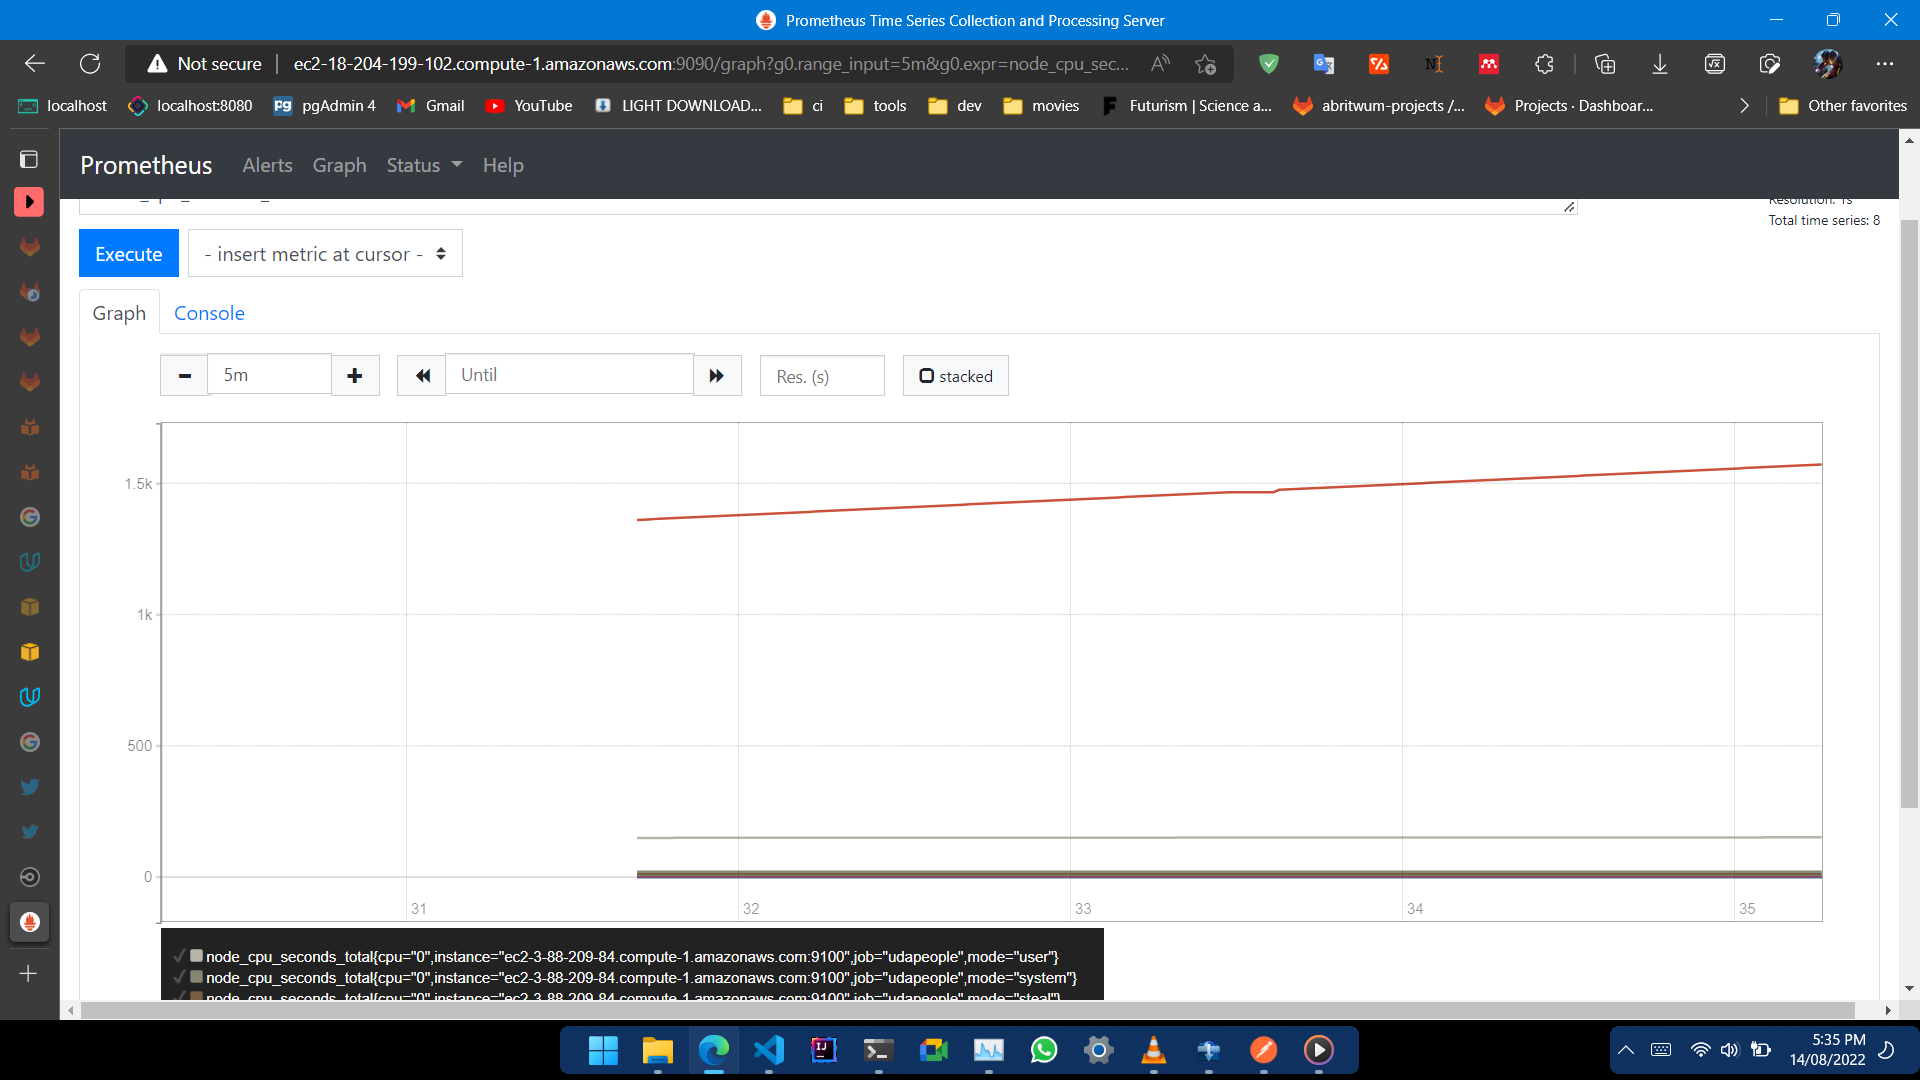 Prometheus Time Series Collection and Processing Server
Not secure
ec2-18-204-199-102.compute-1.amazonaws.com:9090/graph?g0.range_input=5m&g0.expr=node_cpu_sec...
localhost
localhost:8080
pgAdmin 4
Gmail
YouTube
LIGHT DOWNLOAD...
ci
tools
dev
movies
Futurism | Science a...
abritwum-projects /...
Projects · Dashboar...
Other favorites
Prometheus
Alerts
Graph
Status
Help
Resolution: 1s
Total time series: 8
Execute
- insert metric at cursor -
Graph
Console
5m
Until
Res. (s)
stacked
1.5k
1k
500
0
31
32
33
34
35
node_cpu_seconds_total{cpu="0",instance="ec2-3-88-209-84.compute-1.amazonaws.com:9100",job="udapeople",mode="user"}
node_cpu_seconds_total{cpu="0",instance="ec2-3-88-209-84.compute-1.amazonaws.com:9100",job="udapeople",mode="system"}
node_cpu_seconds_total{cpu="0",instance="ec2-3-88-209-84.compute-1.amazonaws.com:9100",job="udapeople",mode="steal"}
5:35 PM
14/08/2022